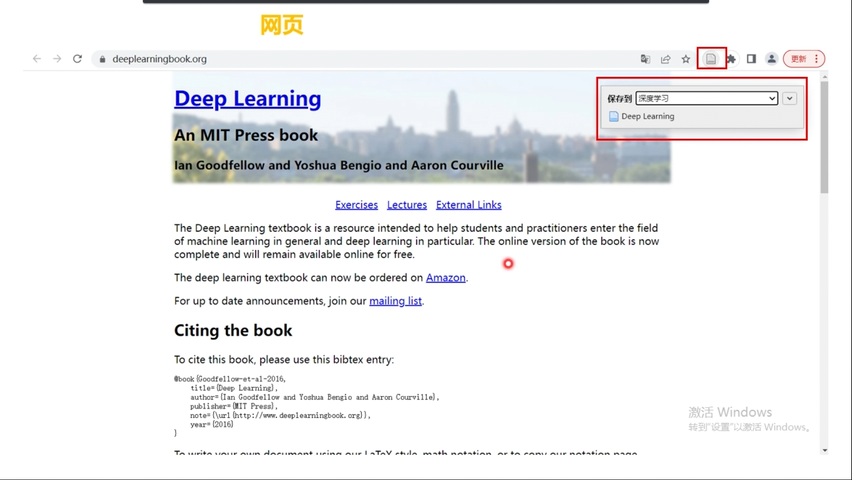 网页
deeplearningbook.org
更新
保存到 深度学习
Deep Learning
Deep Learning
An MIT Press book
Ian Goodfellow and Yoshua Bengio and Aaron Courville
Exercises Lectures External Links
The Deep Learning textbook is a resource intended to help students and practitioners enter the field
of machine learning in general and deep learning in particular. The online version of the book is now
complete and will remain available online for free.
The deep learning textbook can now be ordered on Amazon.
For up to date announcements, join our mailing list.
Citing the book
To cite this book, please use this bibtex entry:
@book{Goodfellow-et-al-2016,
title={Deep Learning},
author={Ian Goodfellow and Yoshua Bengio and Aaron Courville},
publisher={MIT Press},
note={\url{http://www.deeplearningbook.org}},
year={2016}
}
To write your own document using our LaTeX style, math notation, or to copy our notation page,
激活 Windows
转到"设置"以激活 Windows。